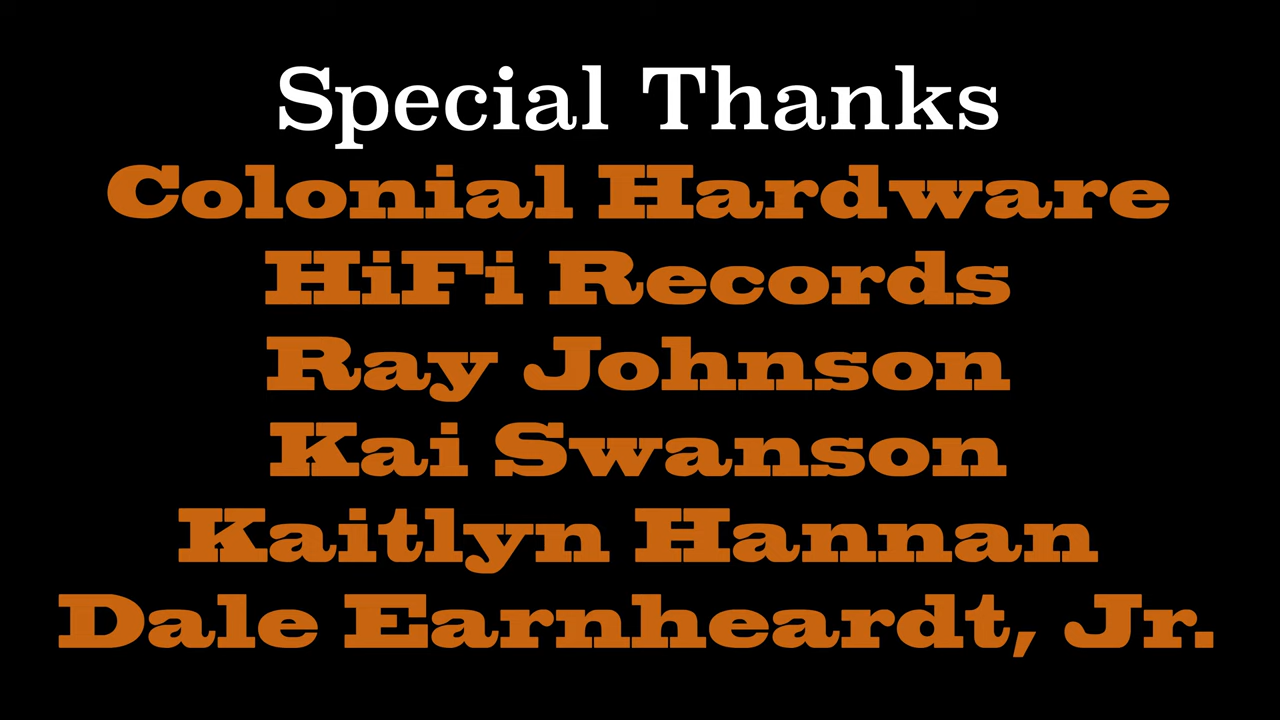 Special Thanks
Colonial Hardware
HiFi Records
Ray Johnson
Kai Swanson
Kaitlyn Hannan
Dale Earnheardt, Jr.